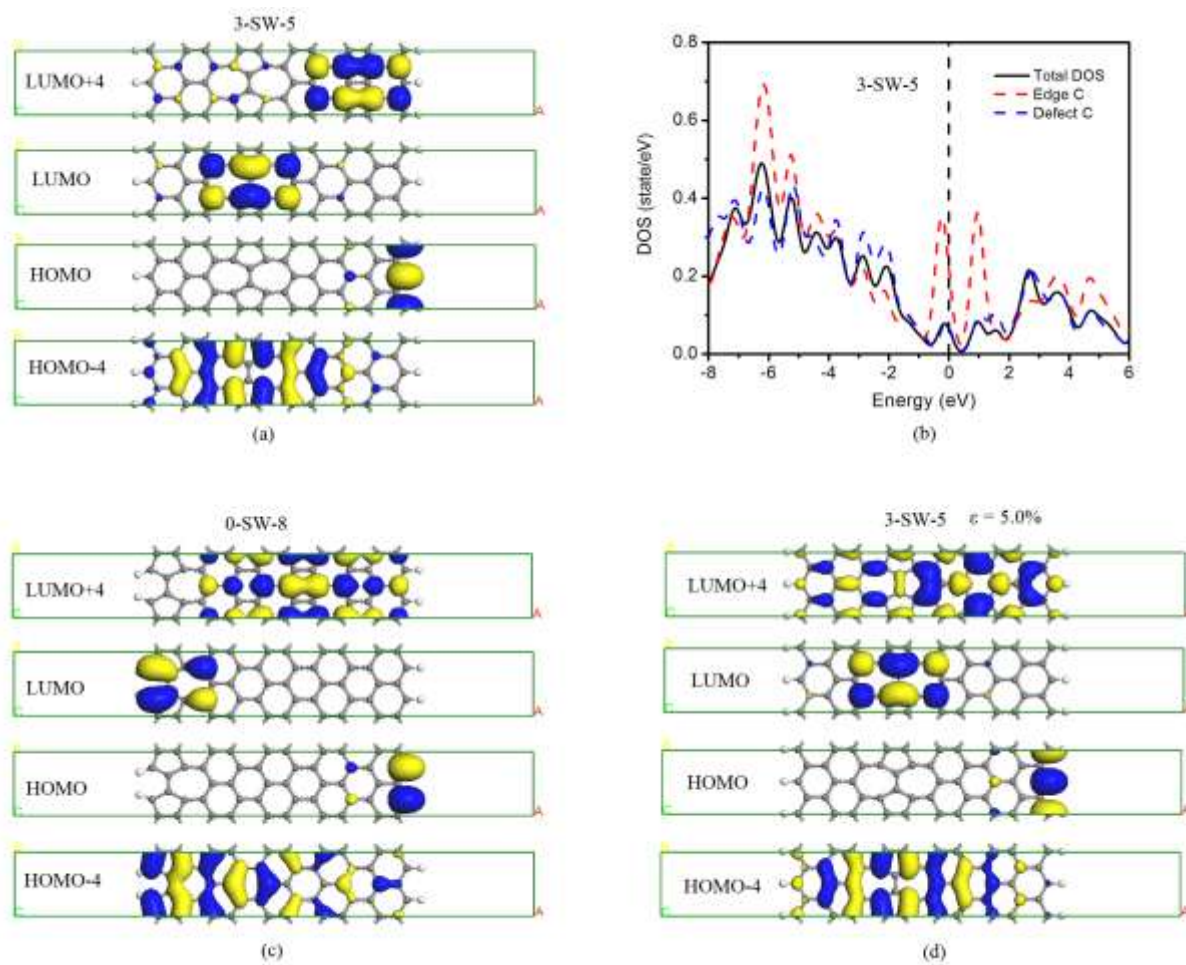 3-SW-5
LUMO+4
LUMO
HOMO
HOMO-4
A
A
A
A
(a)
3-SW-5
Total DOS
Edge C
Defect C
DOS (state/eV)
0.8
0.6
0.4
0.2
0.0
-8 -6 -4 -2 0 2 4 6
Energy (eV)
(b)
0-SW-8
LUMO+4
LUMO
HOMO
HOMO-4
A
A
A
A
(c)
3-SW-5 ε = 5.0%
LUMO+4
LUMO
HOMO
HOMO-4
A
A
A
A
(d)